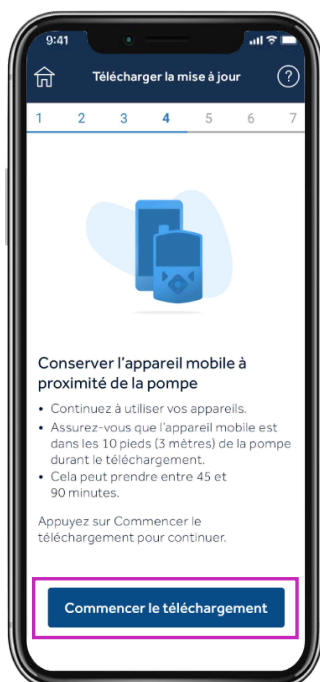 9:41
Télécharger la mise à jour
?
1 2 3 4 5 6 7
Conserver l'appareil mobile à
proximité de la pompe
• Continuez à utiliser vos appareils.
• Assurez-vous que l'appareil mobile est
dans les 10 pieds (3 mètres) de la pompe
durant le téléchargement.
• Cela peut prendre entre 45 et
90 minutes.
Appuyez sur Commencer le
téléchargement pour continuer.
Commencer le téléchargement